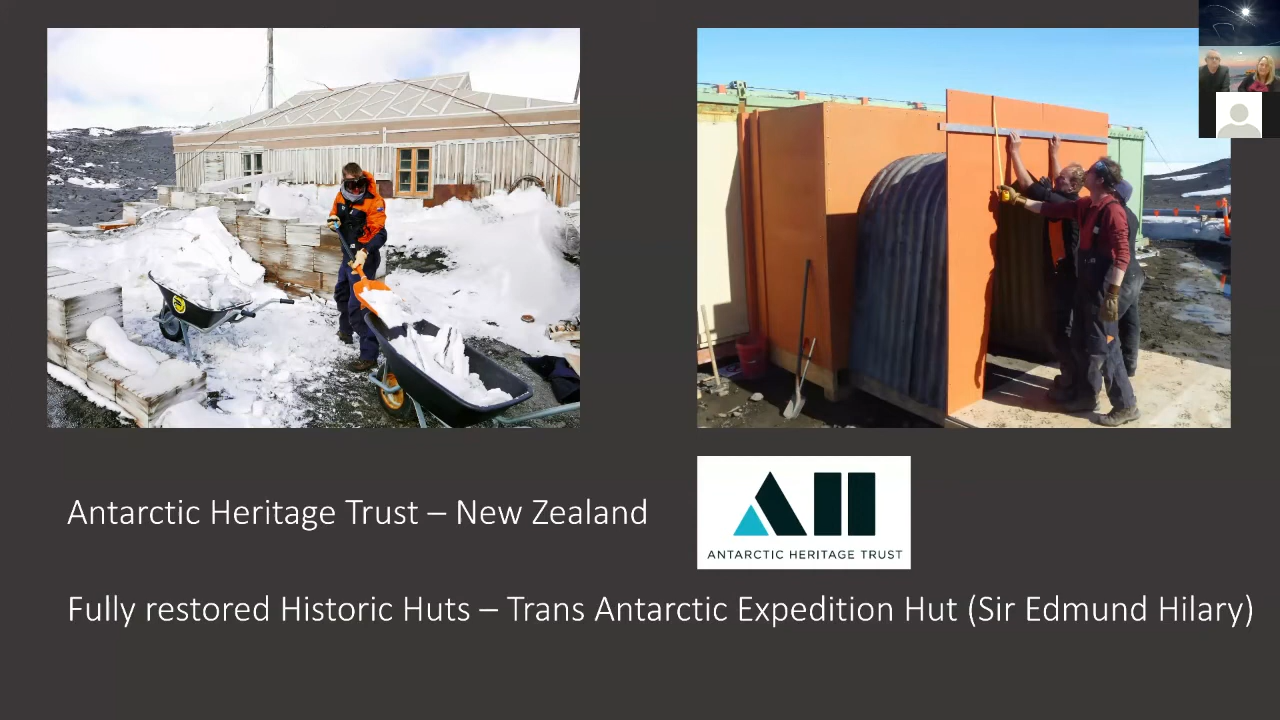 Antarctic Heritage Trust – New Zealand
ANTARCTIC HERITAGE TRUST
Fully restored Historic Huts – Trans Antarctic Expedition Hut (Sir Edmund Hilary)